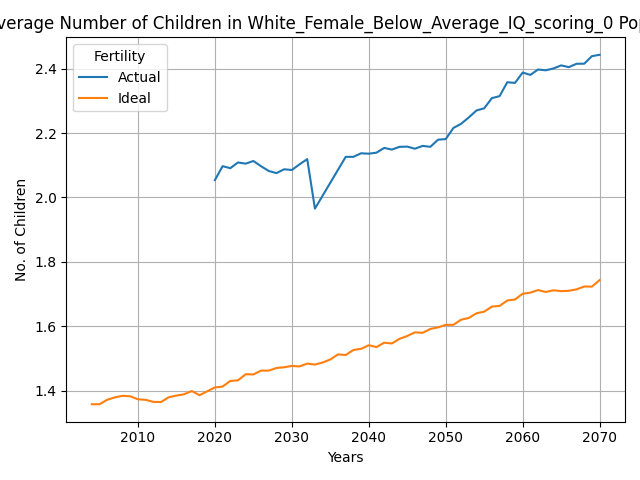 verage Number of Children in White_Female_Below_Average_IQ_scoring_0 Pop
Fertility
Actual
Ideal
No. of Children
2.4
2.2
2.0
1.8
1.6
1.4
2010 2020 2030 2040 2050 2060 2070
Years